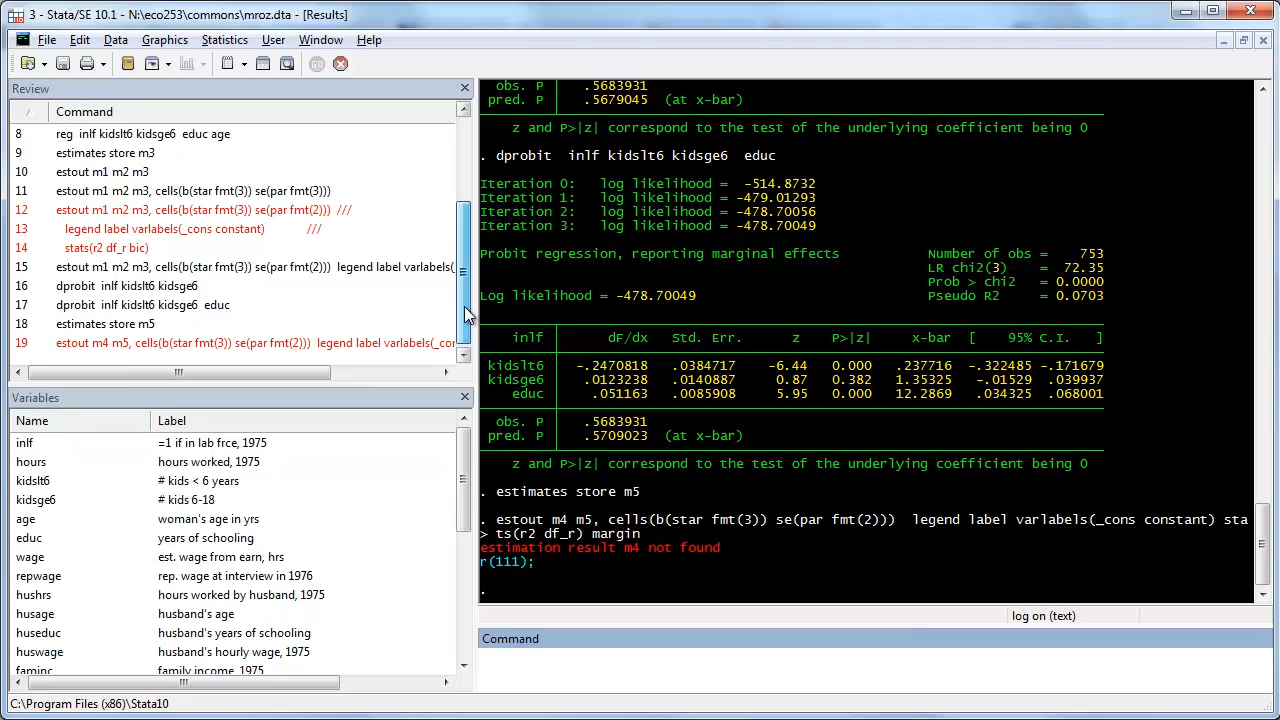 3 - Stata/SE 10.1 - N:\eco253\commons\mroz.dta - [Results]
File Edit Data Graphics Statistics User Window Help
Review
Command
8 reg inlf kidslt6 kidsge6 educ age
9 estimates store m3
10 estout m1 m2 m3
11 estout m1 m2 m3, cells(b(star fmt(3)) se(par fmt(3)))
12 estout m1 m2 m3, cells(b(star fmt(3)) se(par fmt(2))) ///
13 legend label varlabels(_cons constant) ///
14 stats(r2 df_r bic)
15 estout m1 m2 m3, cells(b(star fmt(3)) se(par fmt(2))) legend label varlabels(
16 dprobit inlf kidslt6 kidsge6
17 dprobit inlf kidslt6 kidsge6 educ
18 estimates store m5
19 estout m4 m5, cells(b(star fmt(3)) se(par fmt(2))) legend label varlabels(_con
Variables
Name Label
inlf =1 if in lab frce, 1975
hours hours worked, 1975
kidslt6 # kids < 6 years
kidsge6 # kids 6-18
age woman's age in yrs
educ years of schooling
wage est. wage from earn, hrs
repwage rep. wage at interview in 1976
hushrs hours worked by husband, 1975
husage husband's age
huseduc husband's years of schooling
huswage husband's hourly wage, 1975
faminc family income, 1975
obs. P .5683931
pred. P .5679045 (at x-bar)
z and P>|z| correspond to the test of the underlying coefficient being 0
. dprobit inlf kidslt6 kidsge6 educ
Iteration 0: log likelihood = -514.8732
Iteration 1: log likelihood = -479.01293
Iteration 2: log likelihood = -478.70056
Iteration 3: log likelihood = -478.70049
Probit regression, reporting marginal effects Number of obs = 753
LR chi2(3) = 72.35
Prob > chi2 = 0.0000
Log likelihood = -478.70049 Pseudo R2 = 0.0703
inlf dF/dx Std. Err. z P>|z| x-bar [ 95% C.I. ]
kidslt6 -.2470818 .0384717 -6.44 0.000 .237716 -.322485 -.171679
kidsge6 .0123238 .0140887 0.87 0.382 1.35325 -.01529 .039937
educ .051163 .0085908 5.95 0.000 12.2869 .034325 .068001
obs. P .5683931
pred. P .5709023 (at x-bar)
z and P>|z| correspond to the test of the underlying coefficient being 0
. estimates store m5
. estout m4 m5, cells(b(star fmt(3)) se(par fmt(2))) legend label varlabels(_cons constant) sta
> ts(r2 df_r) margin
estimation result m4 not found
r(111);
.
log on (text)
Command
C:\Program Files (x86)\Stata10